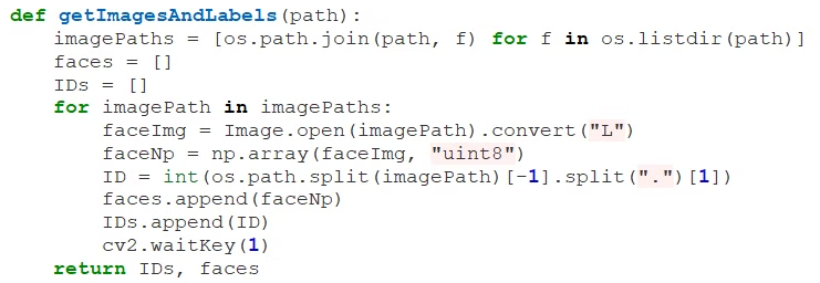 def getImagesAndLabels(path):
    imagePaths = [os.path.join(path, f) for f in os.listdir(path)]
    faces = []
    IDs = []
    for imagePath in imagePaths:
        faceImg = Image.open(imagePath).convert("L")
        faceNp = np.array(faceImg, "uint8")
        ID = int(os.path.split(imagePath)[-1].split(".")[1])
        faces.append(faceNp)
        IDs.append(ID)
        cv2.waitKey(1)
    return IDs, faces